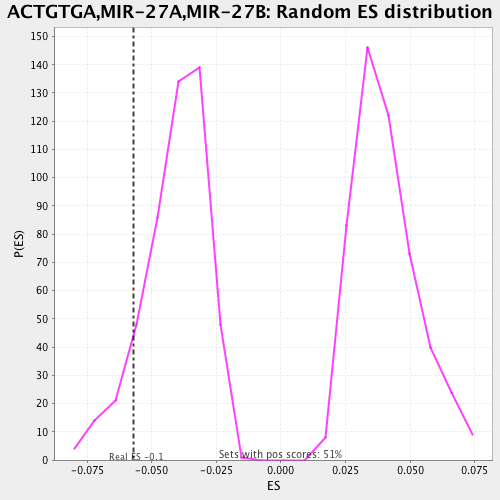 ACTGTGA,MIR-27A,MIR-27B: Random ES distribution
150
140
130
120
110
100
90
80
70
60
50
40
30
20
10
0
P(ES)
Real ES -0.1
Sets with pos scores: 51%
-0.075 -0.050 -0.025 0.000 0.025 0.050 0.075
ES